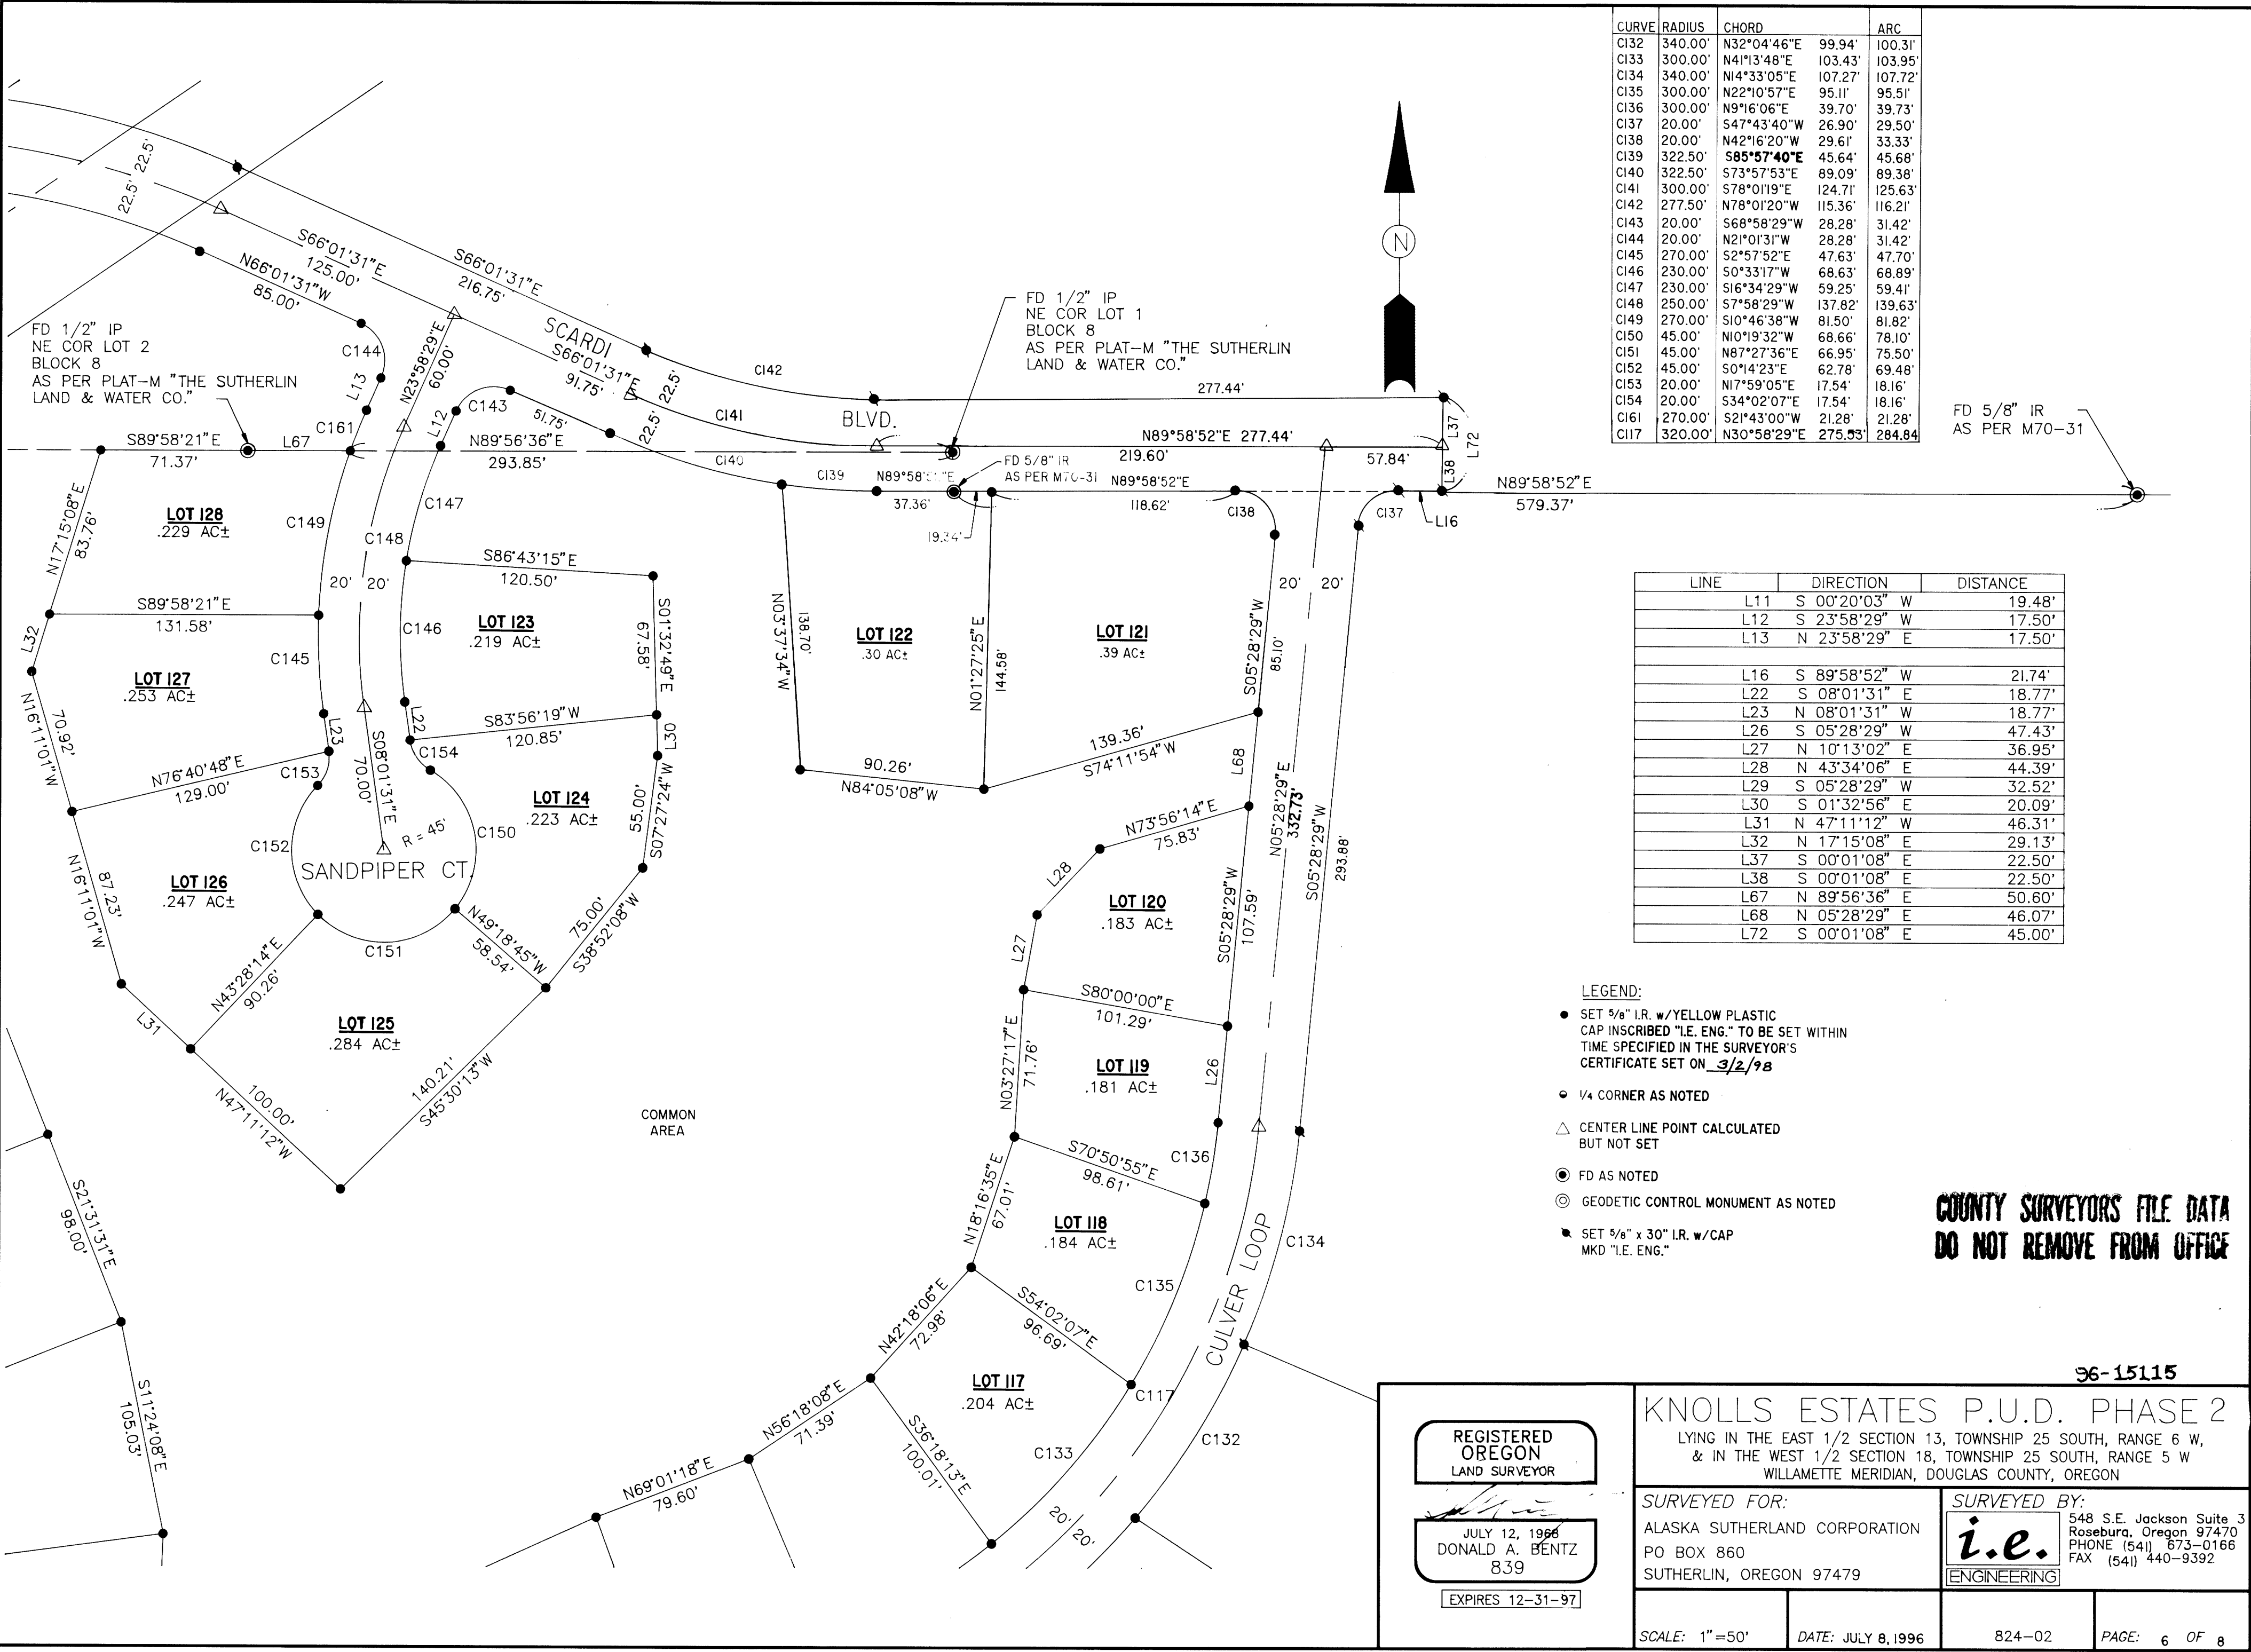 CURVE RADIUS CHORD ARC
C132 340.00' N32°04'46"E 99.94' 100.31'
C133 300.00' N41°13'48"E 103.43' 103.95'
C134 340.00' N14°33'05"E 107.27' 107.72'
C135 300.00' N22°10'57"E 95.11' 95.51'
C136 300.00' N9°16'06"E 39.70' 39.73'
C137 20.00' S47°43'40"W 26.90' 29.50'
C138 20.00' N42°16'20"W 29.61' 33.33'
C139 322.50' S85°57'40"E 45.64' 45.68'
C140 322.50' S73°57'53"E 89.09' 89.38'
C141 300.00' S78°01'19"E 124.71' 125.63'
C142 277.50' N78°01'20"W 115.36' 116.21'
C143 20.00' S68°58'29"W 28.28' 31.42'
C144 20.00' N21°01'31"W 28.28' 31.42'
C145 270.00' S2°57'52"E 47.63' 47.70'
C146 230.00' S0°33'17"W 68.63' 68.89'
C147 230.00' S16°34'29"W 59.25' 59.41'
C148 250.00' S7°58'29"W 137.82' 139.63'
C149 270.00' S10°46'38"W 81.50' 81.82'
C150 45.00' N10°19'32"W 68.66' 78.10'
C151 45.00' N87°27'36"E 66.95' 75.50'
C152 45.00' S0°14'23"E 62.78' 69.48'
C153 20.00' N17°59'05"E 17.54' 18.16'
C154 20.00' S34°02'07"E 17.54' 18.16'
C161 270.00' S21°43'00"W 21.28' 21.28'
C117 320.00' N30°58'29"E 275.53' 284.84
22.5' 22.5'
22.5'
S66°01'31"E
125.00'
S66°01'31"E
216.75'
N66°01'31"W
85.00'
N
FD 1/2" IP
NE COR LOT 2
BLOCK 8
AS PER PLAT-M "THE SUTHERLIN
LAND & WATER CO."
FD 1/2" IP
NE COR LOT 1
BLOCK 8
AS PER PLAT-M "THE SUTHERLIN
LAND & WATER CO."
SCARDI
S66°01'31"E
91.75'
22.5'
22.5'
N23°58'29"E
60.00'
C144
L13
C161
L12
C143
51.75'
C142
C141
BLVD.
277.44'
L37
L72
L38
N89°58'52"E 277.44'
219.60'
57.84'
FD 5/8" IR
AS PER M70-31
S89°58'21"E
71.37'
L67
N89°56'36"E
293.85'
C140
C139
N89°58'52"E
37.36'
FD 5/8" IR
AS PER M70-31
N89°58'52"E
118.62'
19.34'
C138
C137
L16
N89°58'52"E
579.37'
N17°15'08"E
83.76'
LOT 128
.229 AC±
C149
C147
C148
S86°43'15"E
120.50'
20' 20'
S89°58'21"E
131.58'
L32
C145
C146
LOT 123
.219 AC±
S01°32'49"E
67.58'
LOT 127
.253 AC±
N16°11'01"W
70.92'
L23
L22
S83°56'19"W
120.85'
L30
N76°40'48"E
129.00'
C153
C154
S08°01'31"E
70.00'
LOT 124
.223 AC±
S07°27'24"W
55.00'
C152
R = 45'
C150
SANDPIPER CT.
LOT 126
.247 AC±
N16°11'01"W
87.23'
N49°18'45"W
58.54'
75.00'
S38°52'08"W
C151
N43°28'14"E
90.26'
L31
LOT 125
.284 AC±
100.00'
N47°11'12"W
140.21'
S45°30'13"W
N03°37'34"W
138.70'
LOT 122
.30 AC±
N01°27'25"E
144.58'
LOT 121
.39 AC±
S05°28'29"W
85.10'
20' 20'
90.26'
N84°05'08"W
139.36'
S74°11'54"W
L68
N73°56'14"E
75.83'
N05°28'29"E
332.73'
S05°28'29"W
293.88'
L28
LOT 120
.183 AC±
S05°28'29"W
107.59'
L27
S80°00'00"E
101.29'
N03°27'17"E
71.76'
LOT 119
.181 AC±
L26
COMMON
AREA
S70°50'55"E
98.61'
C136
N18°16'35"E
67.01'
LOT 118
.184 AC±
C134
C135
CULVER LOOP
S54°02'07"E
96.69'
N42°18'06"E
72.98'
LOT 117
.204 AC±
C117
C132
C133
N56°18'08"E
71.39'
S36°18'13"E
100.01'
N69°01'18"E
79.60'
20' 20'
S21°31'31"E
98.00'
S11°24'08"E
105.03'
LINE DIRECTION DISTANCE
L11 S 00°20'03" W 19.48'
L12 S 23°58'29" W 17.50'
L13 N 23°58'29" E 17.50'
L16 S 89°58'52" W 21.74'
L22 S 08°01'31" E 18.77'
L23 N 08°01'31" W 18.77'
L26 S 05°28'29" W 47.43'
L27 N 10°13'02" E 36.95'
L28 N 43°34'06" E 44.39'
L29 S 05°28'29" W 32.52'
L30 S 01°32'56" E 20.09'
L31 N 47°11'12" W 46.31'
L32 N 17°15'08" E 29.13'
L37 S 00°01'08" E 22.50'
L38 S 00°01'08" E 22.50'
L67 N 89°56'36" E 50.60'
L68 N 05°28'29" E 46.07'
L72 S 00°01'08" E 45.00'
LEGEND:
SET 5/8" I.R. w/YELLOW PLASTIC
CAP INSCRIBED "I.E. ENG." TO BE SET WITHIN
TIME SPECIFIED IN THE SURVEYOR'S
CERTIFICATE SET ON 3/2/98
1/4 CORNER AS NOTED
CENTER LINE POINT CALCULATED
BUT NOT SET
FD AS NOTED
GEODETIC CONTROL MONUMENT AS NOTED
SET 5/8" x 30" I.R. w/CAP
MKD "I.E. ENG."
COUNTY SURVEYORS FILE DATA
DO NOT REMOVE FROM OFFICE
96-15115
REGISTERED
OREGON
LAND SURVEYOR
JULY 12, 1968
DONALD A. BENTZ
839
EXPIRES 12-31-97
KNOLLS ESTATES P.U.D. PHASE 2
LYING IN THE EAST 1/2 SECTION 13, TOWNSHIP 25 SOUTH, RANGE 6 W,
& IN THE WEST 1/2 SECTION 18, TOWNSHIP 25 SOUTH, RANGE 5 W
WILLAMETTE MERIDIAN, DOUGLAS COUNTY, OREGON
SURVEYED FOR:
ALASKA SUTHERLAND CORPORATION
PO BOX 860
SUTHERLIN, OREGON 97479
SURVEYED BY:
i.e.
ENGINEERING
548 S.E. Jackson Suite 3
Roseburg, Oregon 97470
PHONE (541) 673-0166
FAX (541) 440-9392
SCALE: 1"=50'
DATE: JULY 8, 1996
824-02
PAGE: 6 OF 8